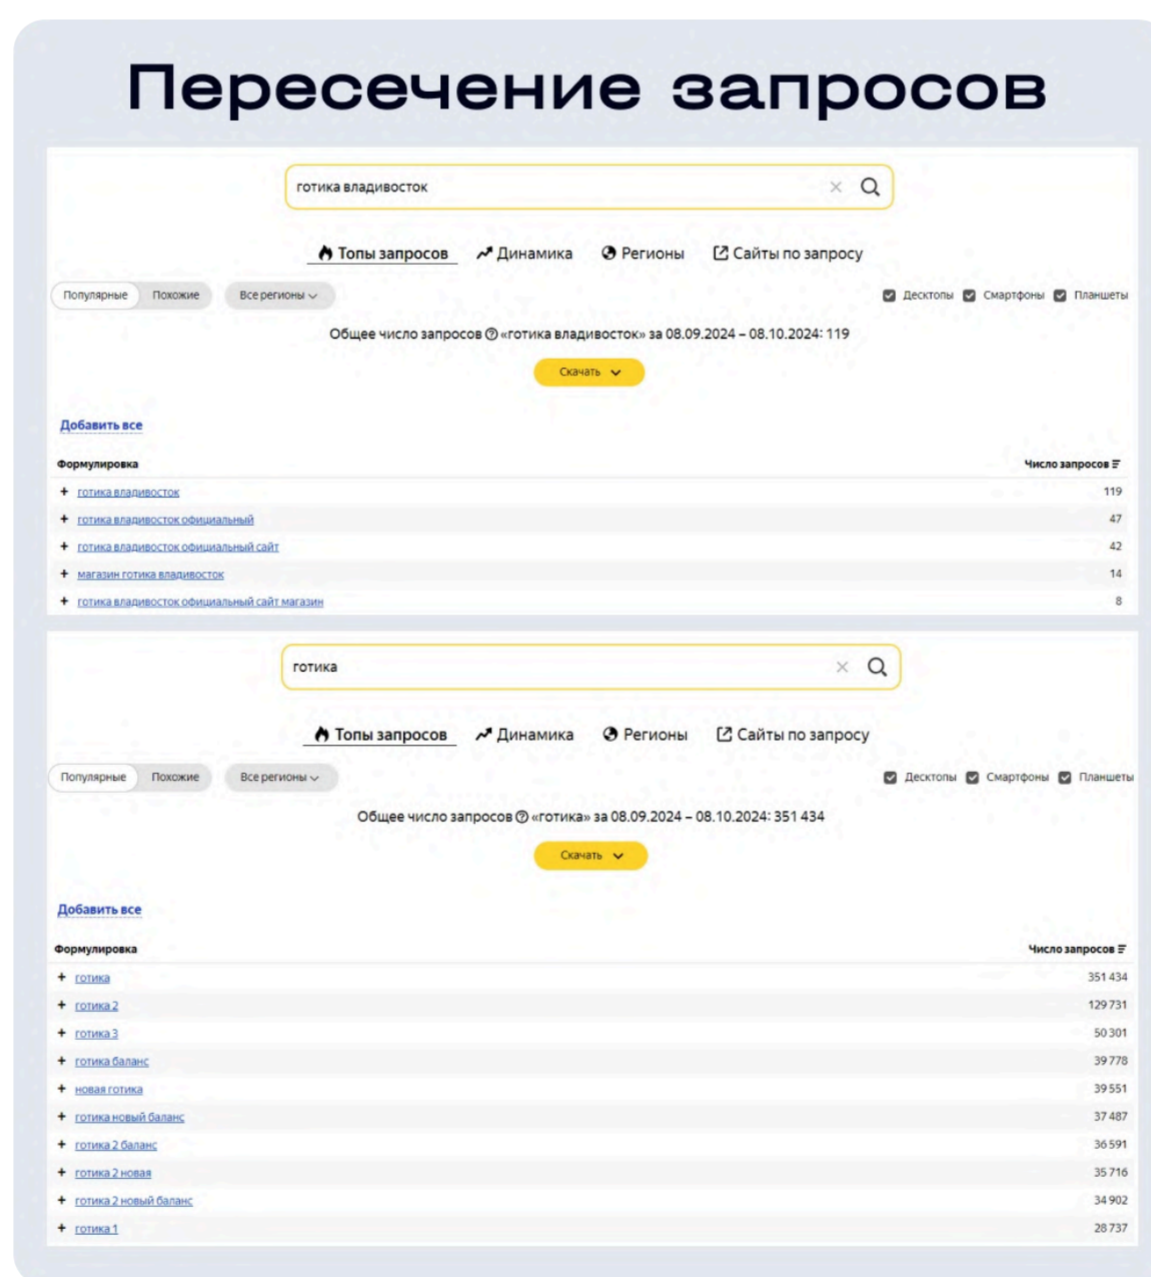 Пересечение запросов
готика владивосток
Топы запросов Динамика Регионы Сайты по запросу
Популярные Похожие Все регионы Десктопы Смартфоны Планшеты
Общее число запросов «готика владивосток» за 08.09.2024 – 08.10.2024: 119
Скачать
Добавить все
Формулировка Число запросов
+ готика владивосток 119
+ готика владивосток официальный 47
+ готика владивосток официальный сайт 42
+ магазин готика владивосток 14
+ готика владивосток официальный сайт магазин 8
готика
Топы запросов Динамика Регионы Сайты по запросу
Популярные Похожие Все регионы Десктопы Смартфоны Планшеты
Общее число запросов «готика» за 08.09.2024 – 08.10.2024: 351 434
Скачать
Добавить все
Формулировка Число запросов
+ готика 351 434
+ готика 2 129 731
+ готика 3 50 301
+ готика баланс 39 778
+ новая готика 39 551
+ готика новый баланс 37 487
+ готика 2 баланс 36 591
+ готика 2 новая 35 716
+ готика 2 новый баланс 34 902
+ готика 1 28 737